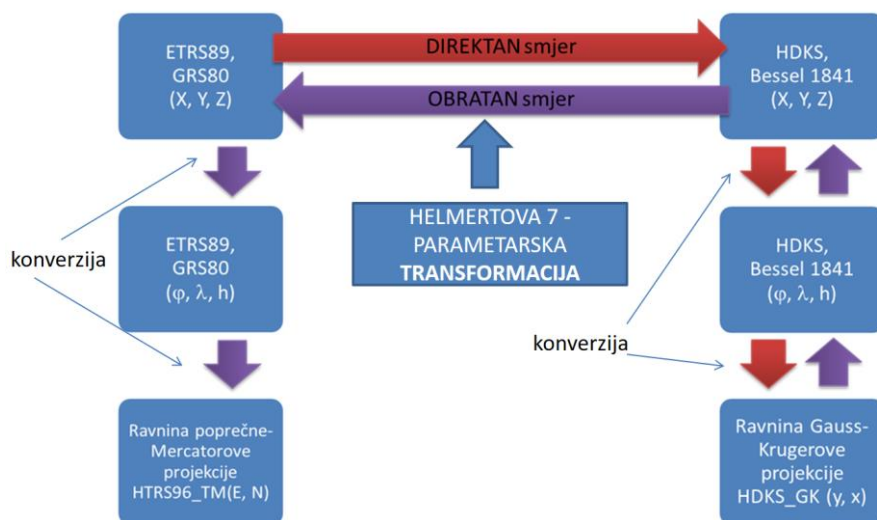 ETRS89,
GRS80
(X, Y, Z)
DIREKTAN smjer
OBRATAN smjer
HDKS,
Bessel 1841
(X, Y, Z)
konverzija
ETRS89,
GRS80
(φ, λ, h)
HELMERTOVA 7 -
PARAMETARSKA
TRANSFORMACIJA
HDKS,
Bessel 1841
(φ, λ, h)
konverzija
Ravnina poprečne-
Mercatorove
projekcije
HTRS96_TM(E, N)
Ravnina Gauss-
Krugerove
projekcije
HDKS_GK (y, x)